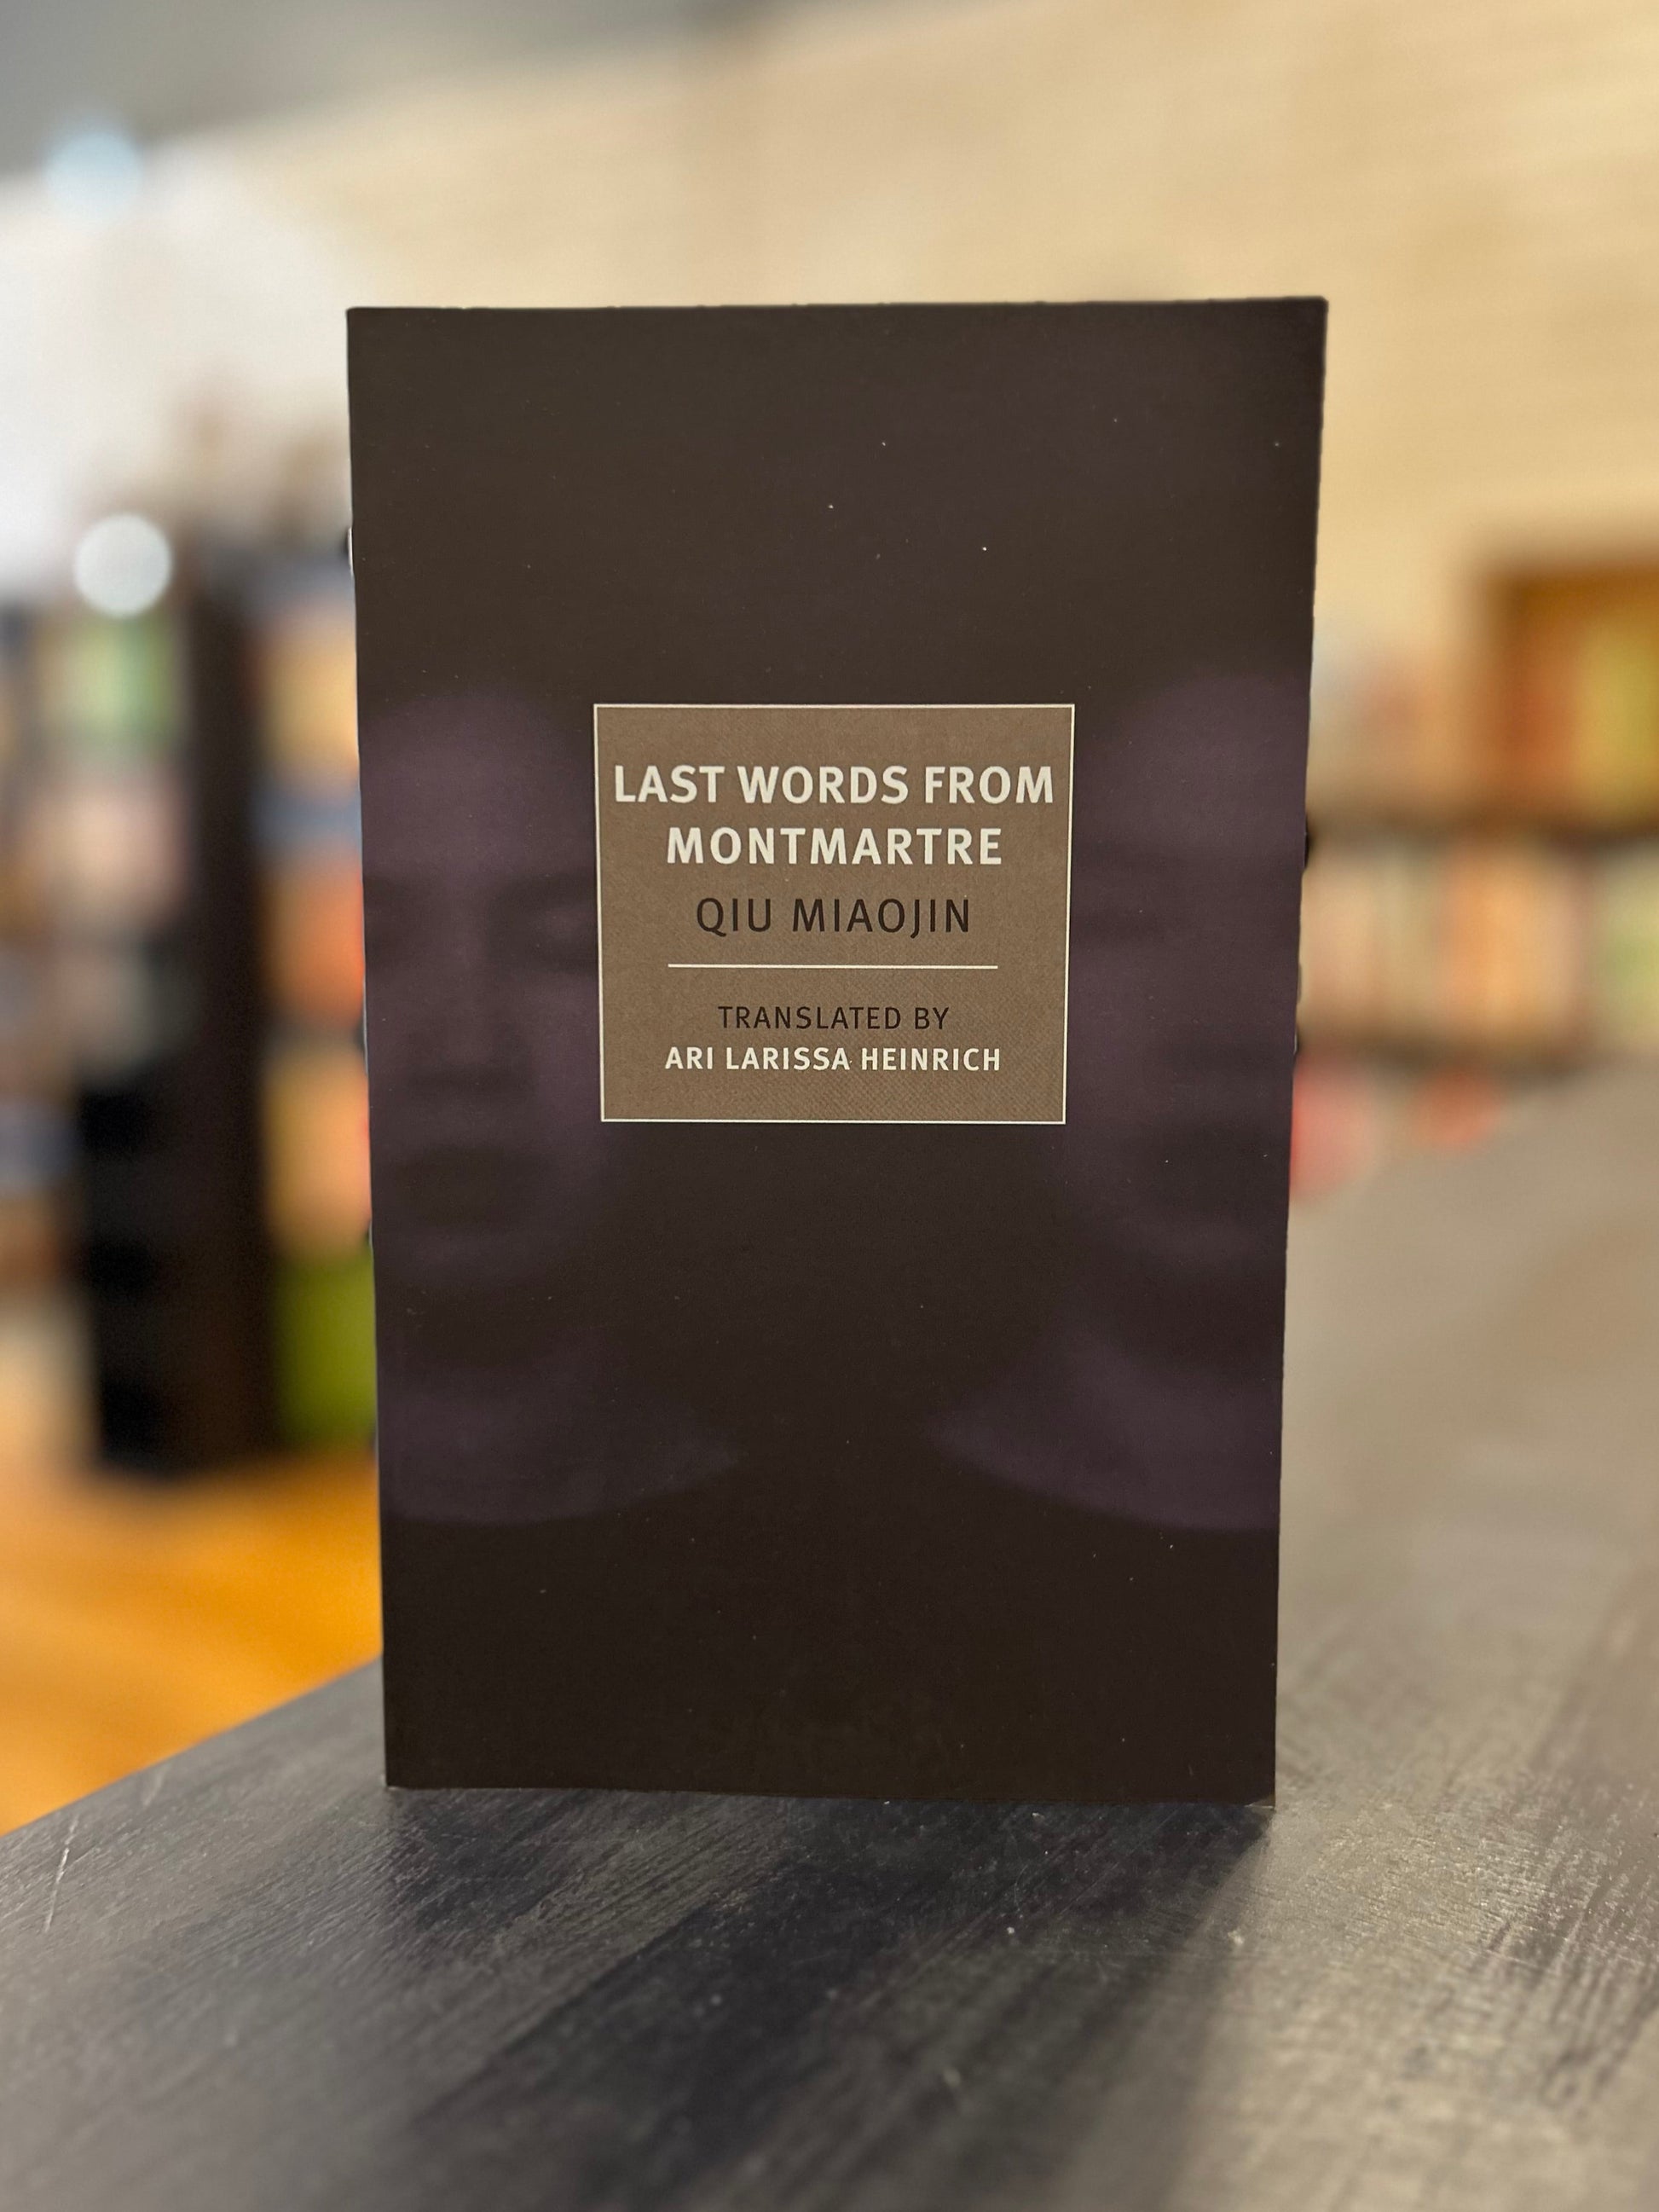 LAST WORDS FROM
MONTMARTRE
QIU MIAOJIN
TRANSLATED BY
ARI LARISSA HEINRICH